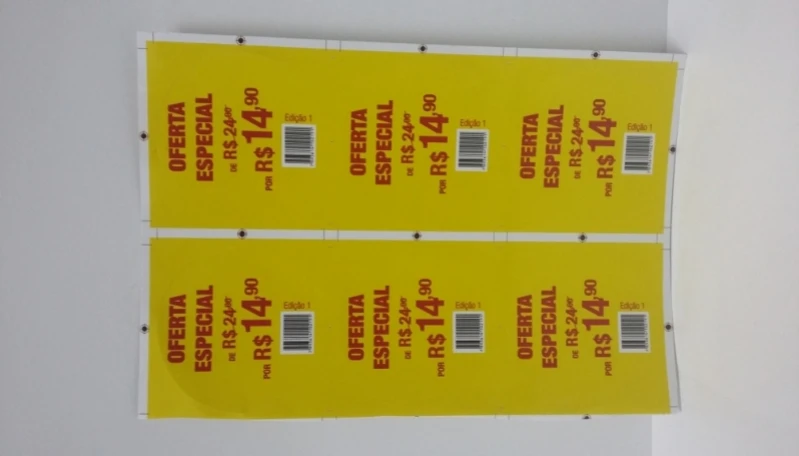 OFERTA
ESPECIAL
DE R$ 24,90
POR R$ 14,90
Edição 1
OFERTA
ESPECIAL
DE R$ 24,90
POR R$ 14,90
Edição 1
OFERTA
ESPECIAL
DE R$ 24,90
POR R$ 14,90
Edição 1
OFERTA
ESPECIAL
DE R$ 24,90
POR R$ 14,90
Edição 1
OFERTA
ESPECIAL
DE R$ 24,90
POR R$ 14,90
Edição 1
OFERTA
ESPECIAL
DE R$ 24,90
POR R$ 14,90
Edição 1